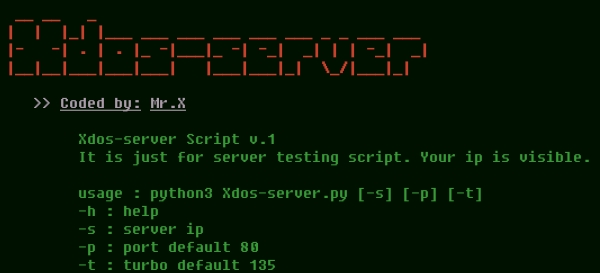 Xdos-server
>> Coded by: Mr.X
Xdos-server Script v.1
It is just for server testing script. Your ip is visible.
usage : python3 Xdos-server.py [-s] [-p] [-t]
-h : help
-s : server ip
-p : port default 80
-t : turbo default 135